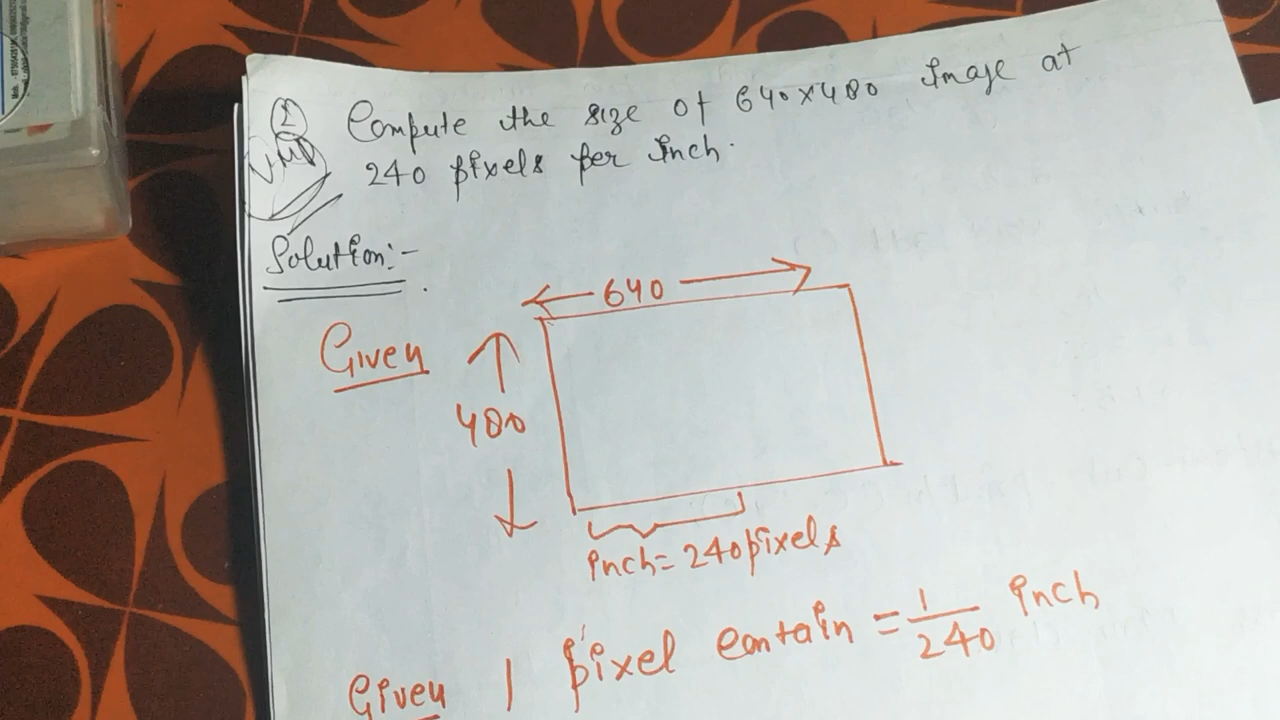 ② Compute the size of 640x480 Image at
240 pixels per inch.
Solution:-
640
Given
480
inch = 240 pixels
Given 1 pixel contain = 1/240 inch